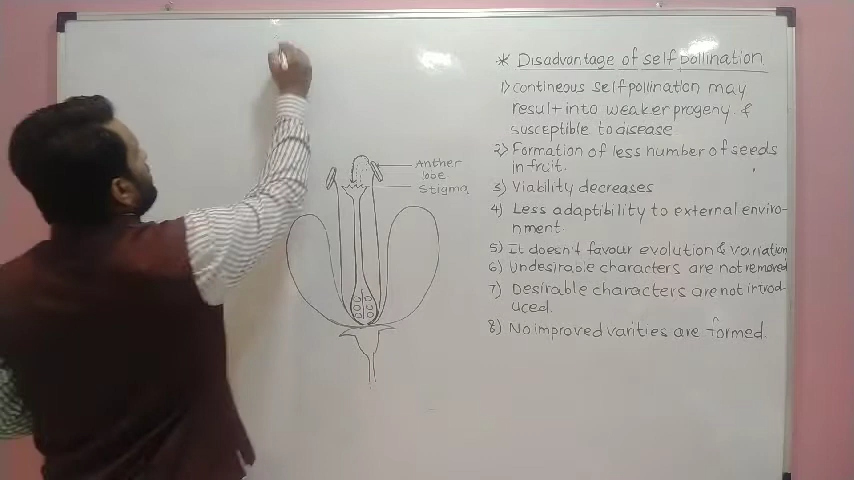 * Disadvantage of self pollination
1) Contineous self pollination may
result into weaker progeny &
susceptible to disease
2) Formation of less number of seeds
in fruit.
3) Viability decreases
4) Less adaptibility to external enviro-
nment.
5) It doesn't favour evolution & variation
6) Undesirable characters are not removed
7) Desirable characters are not introd-
uced.
8) No improved varities are formed.
Anther
lobe
Stigma